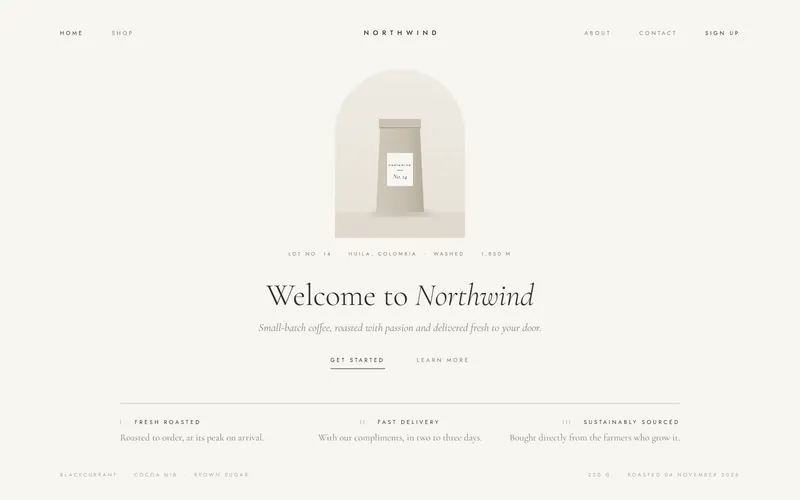 HOME SHOP NORTHWIND ABOUT CONTACT SIGN UP
NORTHWIND
No. 14
LOT NO 14 HUILA, COLOMBIA · WASHED 1,850 M
Welcome to Northwind
Small-batch coffee, roasted with passion and delivered fresh to your door.
GET STARTED LEARN MORE
I FRESH ROASTED II FAST DELIVERY III SUSTAINABLY SOURCED
Roasted to order, at its peak on arrival. With our compliments, in two to three days. Bought directly from the farmers who grow it.
BLACKCURRANT · COCOA NIB · BROWN SUGAR 250 G · ROASTED 04 NOVEMBER 2026